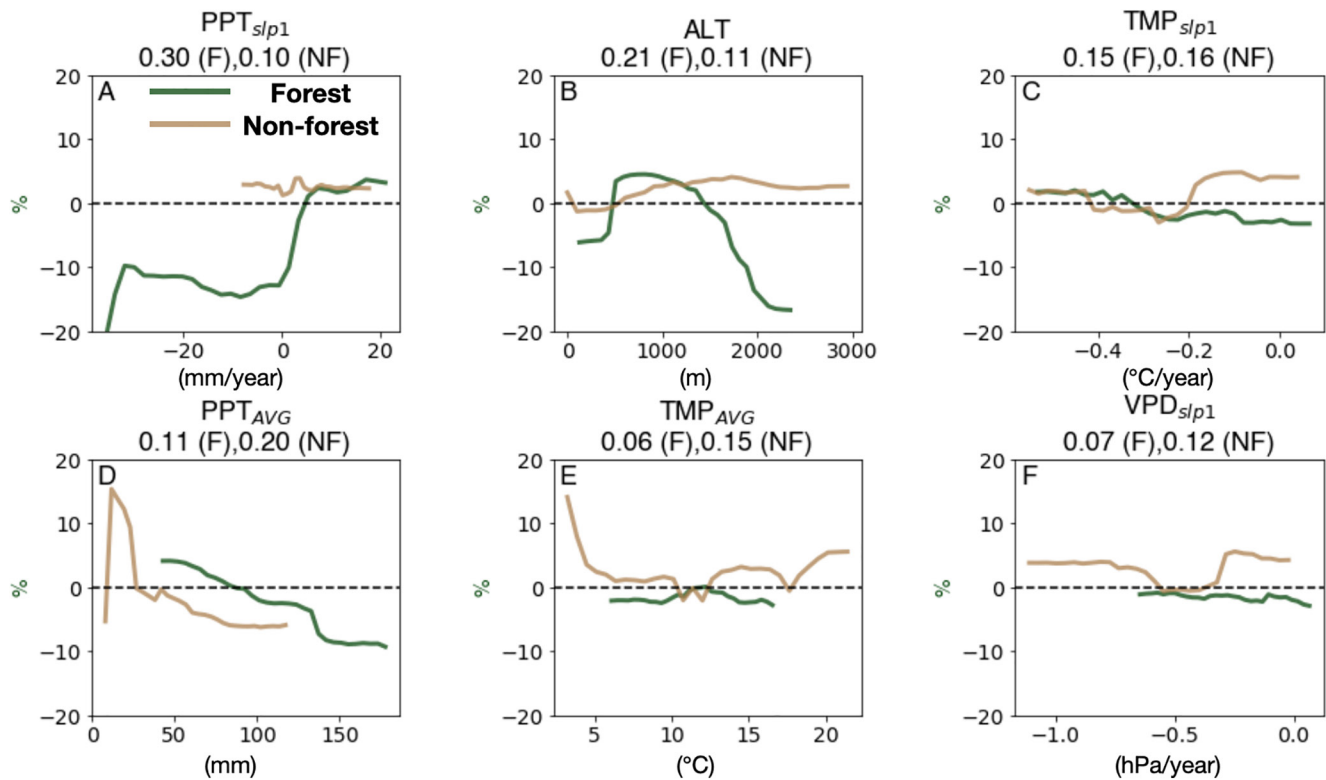 PPTslp1
0.30 (F),0.10 (NF)
A
Forest
Non-forest
20
10
0
−10
−20
%
−20 0 20
(mm/year)
ALT
0.21 (F),0.11 (NF)
B
20
10
0
−10
−20
%
0 1000 2000 3000
(m)
TMPslp1
0.15 (F),0.16 (NF)
C
20
10
0
−10
−20
%
−0.4 −0.2 0.0
(°C/year)
PPTAVG
0.11 (F),0.20 (NF)
D
20
10
0
−10
−20
%
0 50 100 150
(mm)
TMPAVG
0.06 (F),0.15 (NF)
E
20
10
0
−10
−20
%
5 10 15 20
(°C)
VPDslp1
0.07 (F),0.12 (NF)
F
20
10
0
−10
−20
%
−1.0 −0.5 0.0
(hPa/year)